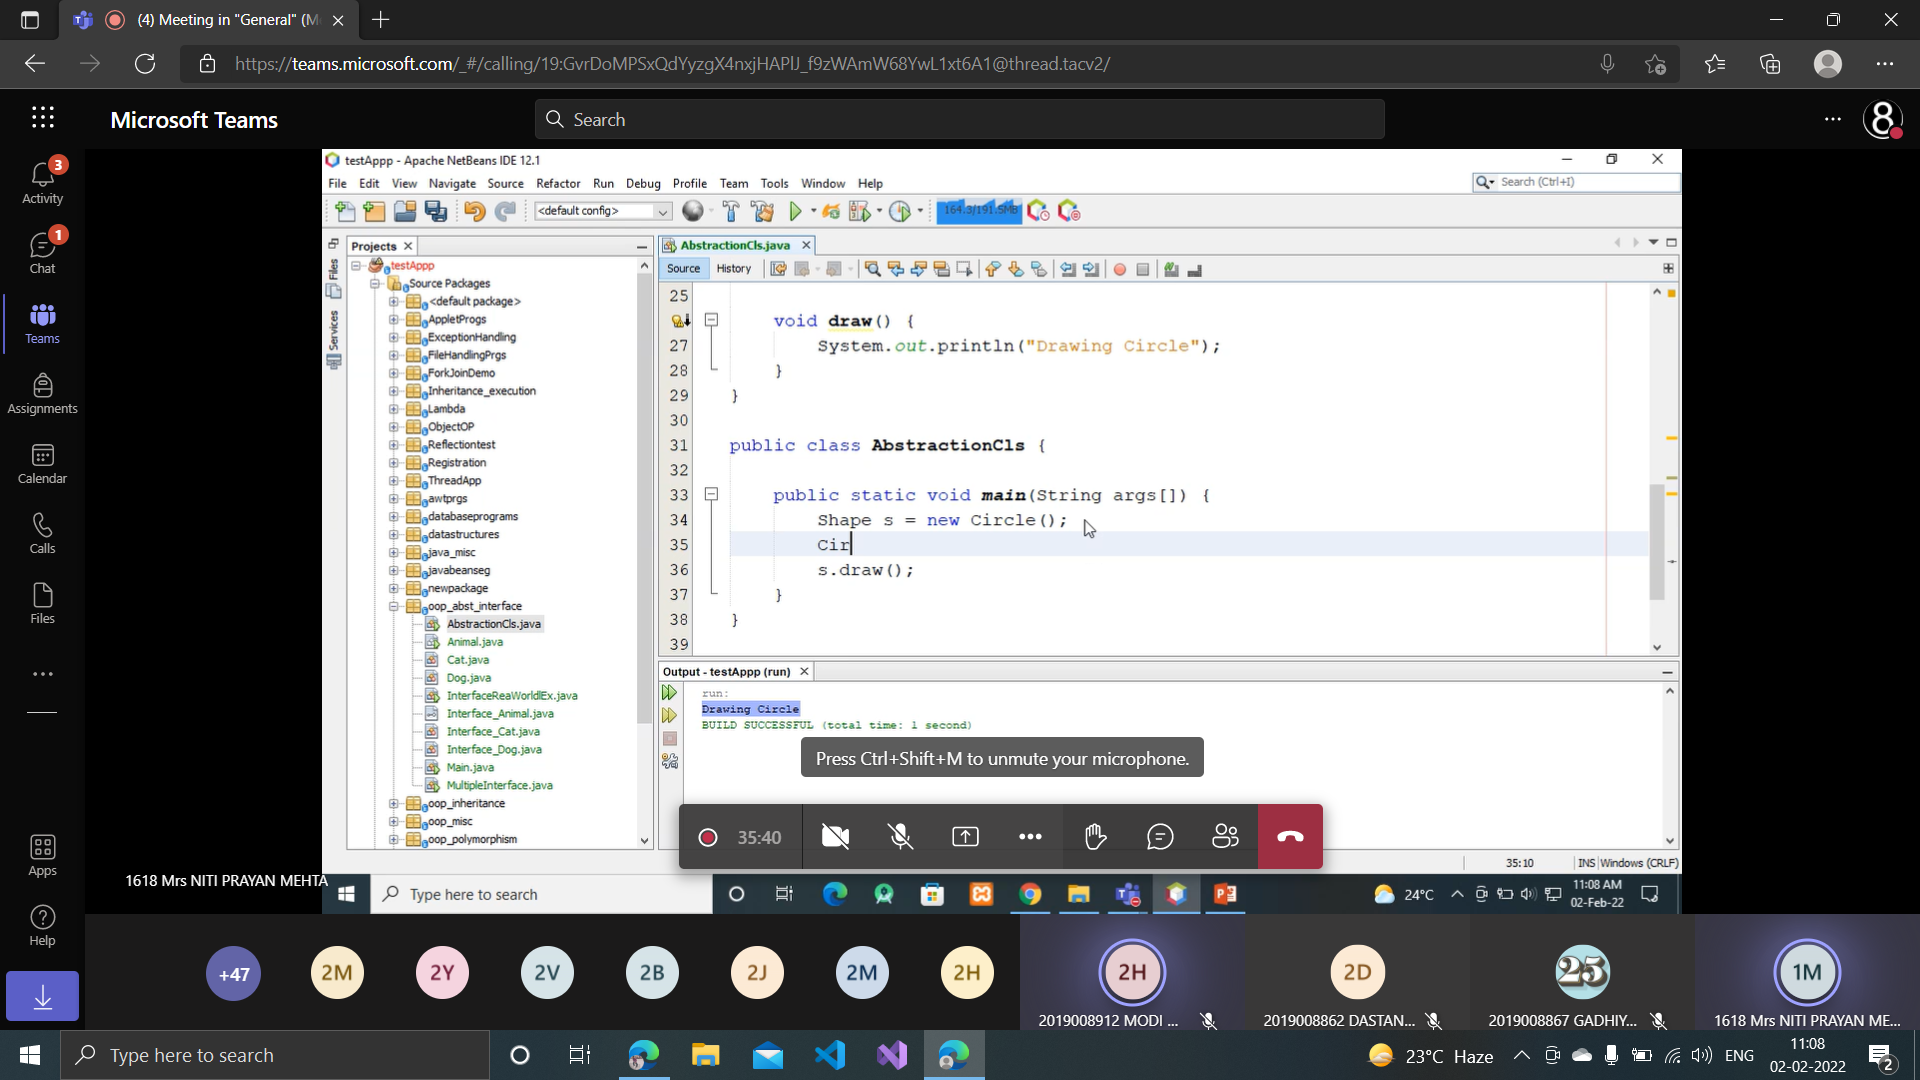 (4) Meeting in "General" (M
https://teams.microsoft.com/_#/calling/19:GvrDoMPSxQdYyzgX4nxjHAPlJ_f9zWAmW68YwL1xt6A1@thread.tacv2/
Microsoft Teams
Search
8
3
Activity
1
Chat
Teams
Assignments
Calendar
Calls
Files
Apps
Help
testAppp - Apache NetBeans IDE 12.1
File Edit View Navigate Source Refactor Run Debug Profile Team Tools Window Help
Search (Ctrl+I)
<default config>
164.3/191.5MB
Files
Services
Projects
testAppp
Source Packages
<default package>
AppletProgs
ExceptionHandling
FileHandlingPrgs
ForkJoinDemo
Inheritance_execution
Lambda
ObjectOP
Reflectiontest
Registration
ThreadApp
awtprgs
databaseprograms
datastructures
java_misc
javabeanseg
newpackage
oop_abst_interface
AbstractionCls.java
Animal.java
Cat.java
Dog.java
InterfaceReaWorldEx.java
Interface_Animal.java
Interface_Cat.java
Interface_Dog.java
Main.java
MultipleInterface.java
oop_inheritance
oop_misc
oop_polymorphism
AbstractionCls.java
Source History
25
void draw() {
27 System.out.println("Drawing Circle");
28 }
29 }
30
31 public class AbstractionCls {
32
33 public static void main(String args[]) {
34 Shape s = new Circle();
35 Cir
36 s.draw();
37 }
38 }
39
Output - testAppp (run)
run:
Drawing Circle
BUILD SUCCESSFUL (total time: 1 second)
Press Ctrl+Shift+M to unmute your microphone.
35:40
35:10 INS Windows (CRLF)
1618 Mrs NITI PRAYAN MEHTA
Type here to search
24°C
11:08 AM
02-Feb-22
+47 2M 2Y 2V 2B 2J 2M 2H 2H 2D 25 1M
2019008912 MODI ...
2019008862 DASTAN...
2019008867 GADHIY...
1618 Mrs NITI PRAYAN ME...
Type here to search
23°C Haze
ENG
11:08
02-02-2022
2